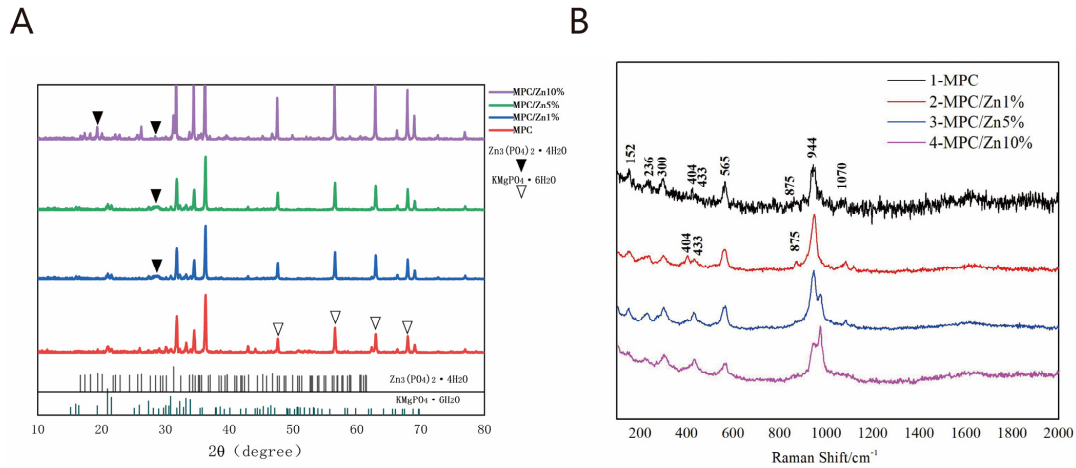 A
MPC/Zn10%
MPC/Zn5%
MPC/Zn1%
MPC
Zn3(PO4)2·4H2O
KMgPO4·6H2O
Zn3(PO4)2·4H2O
KMgPO4·6H2O
10 20 30 40 50 60 70 80
2θ (degree)
B
1-MPC
2-MPC/Zn1%
3-MPC/Zn5%
4-MPC/Zn10%
152
236
300
404
433
565
875
944
1070
404
433
875
200 400 600 800 1000 1200 1400 1600 1800 2000
Raman Shift/cm-1